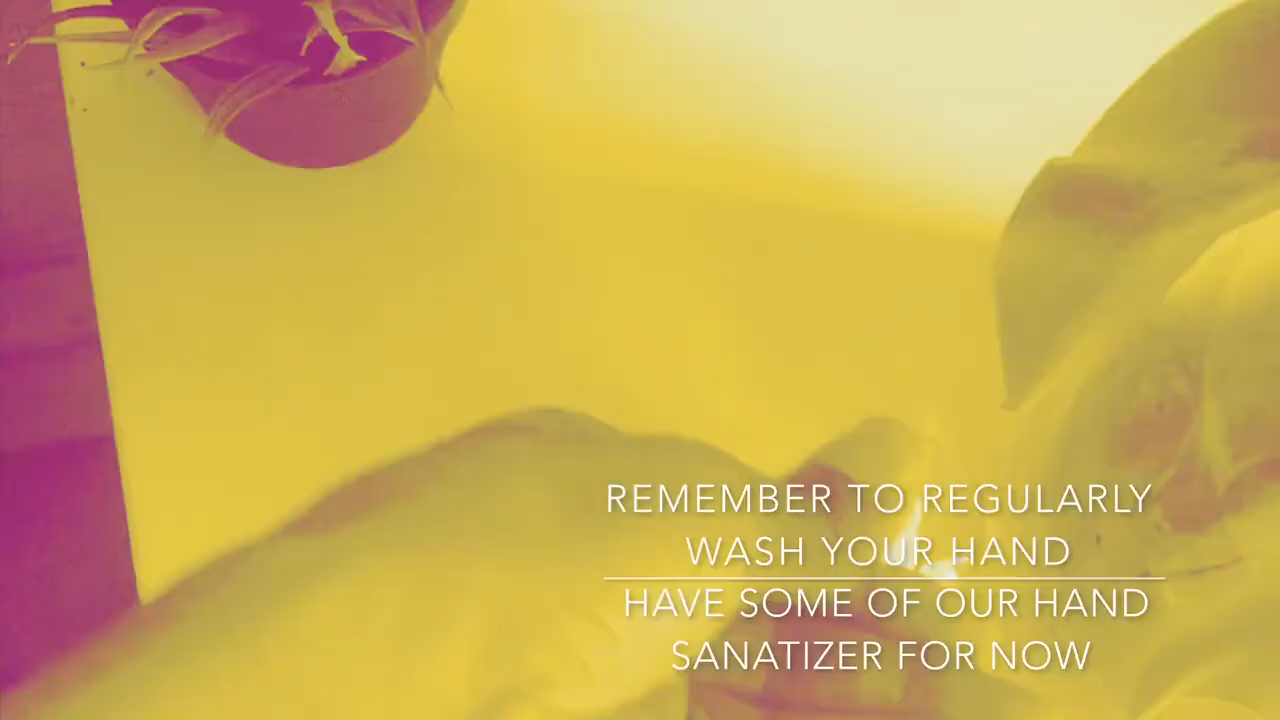 REMEMBER TO REGULARLY
WASH YOUR HAND
HAVE SOME OF OUR HAND
SANATIZER FOR NOW